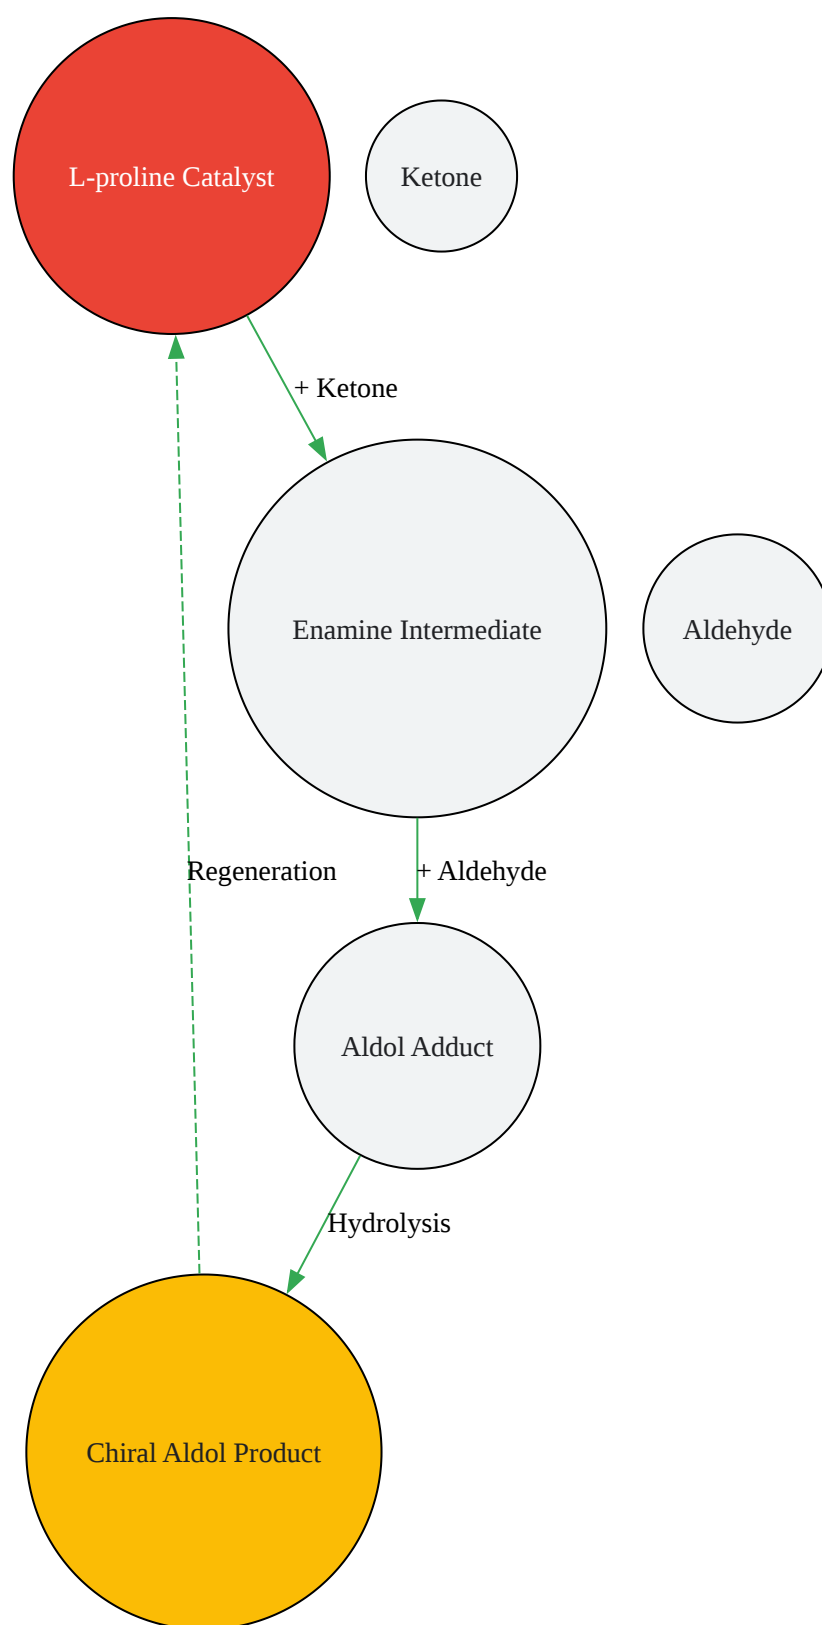 L-proline Catalyst
Ketone
+ Ketone
Enamine Intermediate
Aldehyde
Regeneration
+ Aldehyde
Aldol Adduct
Hydrolysis
Chiral Aldol Product